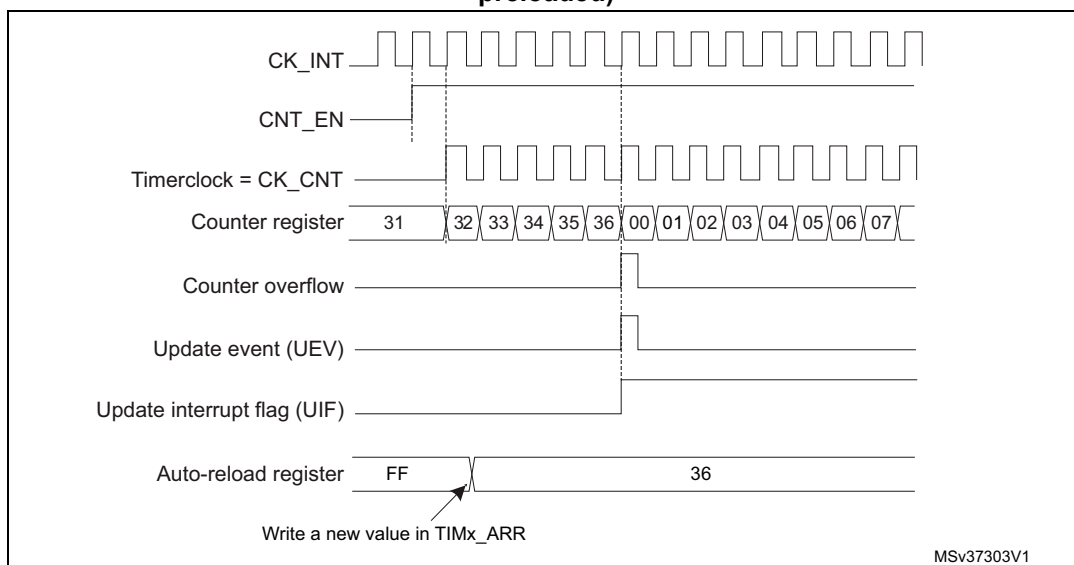 preloaded)
CK_INT
CNT_EN
Timerclock = CK_CNT
Counter register 31 32 33 34 35 36 00 01 02 03 04 05 06 07
Counter overflow
Update event (UEV)
Update interrupt flag (UIF)
Auto-reload register FF 36
Write a new value in TIMx_ARR
MSv37303V1